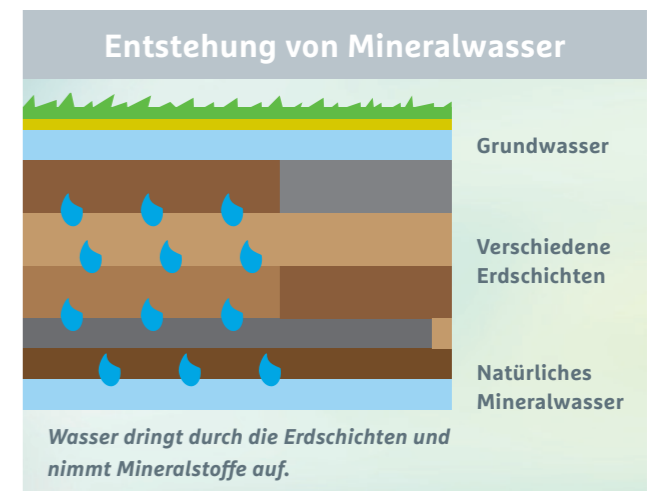 Entstehung von Mineralwasser
Grundwasser
Verschiedene
Erdschichten
Natürliches
Mineralwasser
Wasser dringt durch die Erdschichten und
nimmt Mineralstoffe auf.